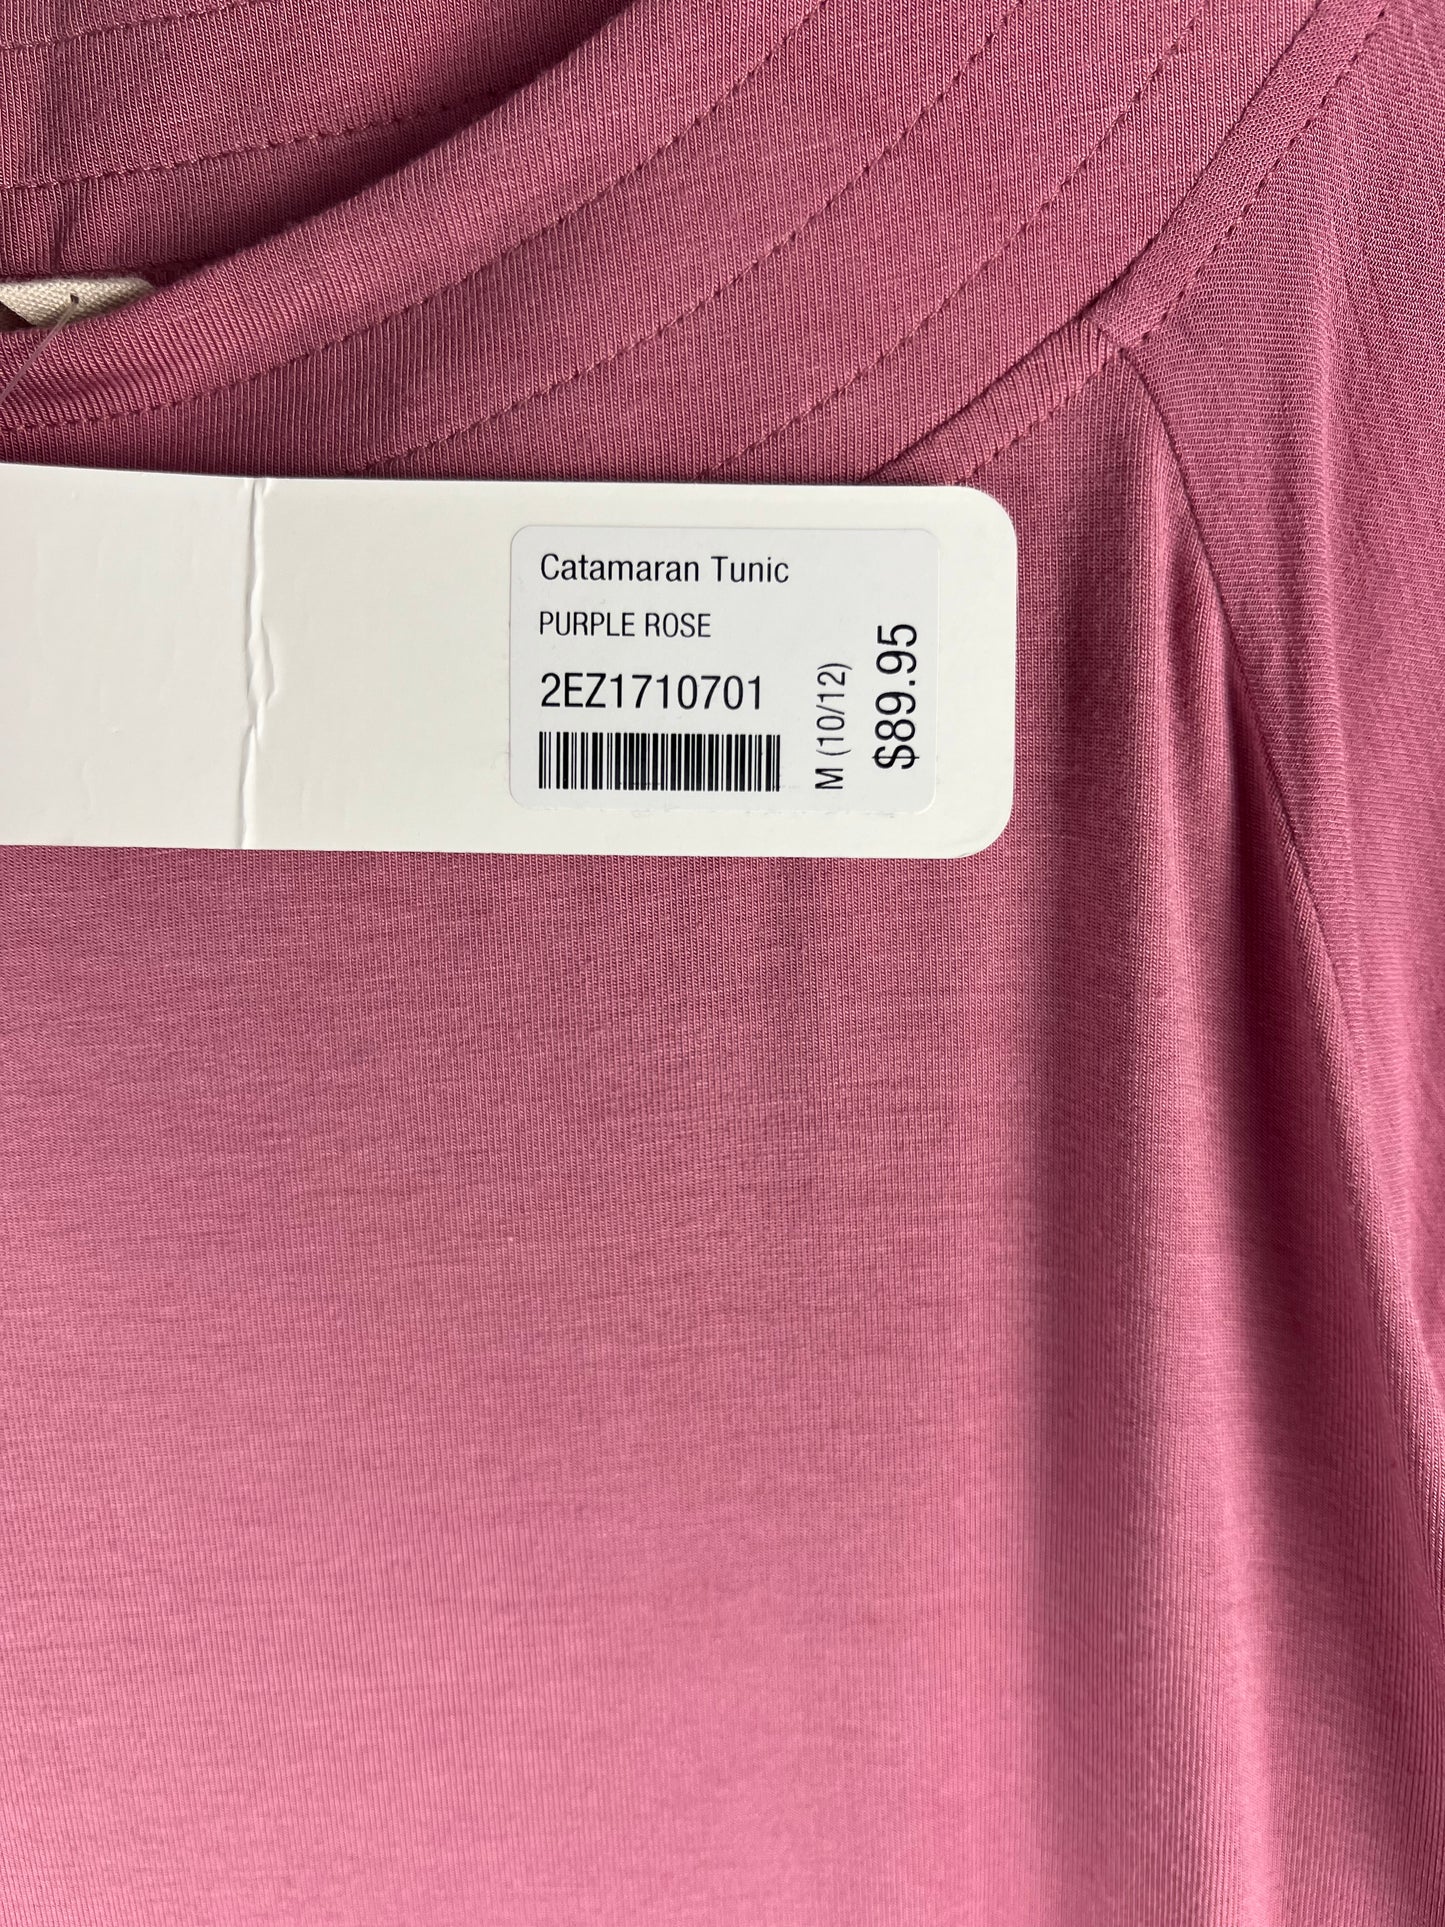 Catamaran Tunic
PURPLE ROSE
2EZ1710701
M (10/12)
$89.95